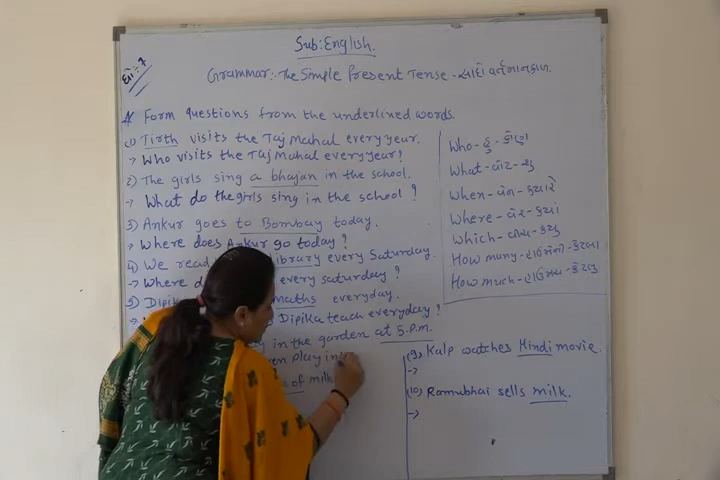 Sub: English.
ધો:-7
Grammar:- The Simple Present Tense - સાદો વર્તમાનકાળ
* Form questions from the underlined words.
(1) Tirth visits the Taj Mahal every year.
→ Who visits the Taj Mahal every year?
2) The girls sing a bhajan in the school.
→ What do the girls sing in the school?
3) Ankur goes to Bombay today.
→ Where does Ankur go today?
4) We read library every Saturday.
→ Where every saturday?
5) Dipika maths everyday.
→ Dipika teach everyday?
in the garden at 5 p.m.
Play in
of milk
Who - હુ - કોણ
What - વોટ - શું
When - વેન - ક્યારે
Where - વેર - ક્યાં
Which - વીચ - કયું
How many - હાઉ મેની - કેટલા
How much - હાઉ મચ - કેટલુ
(9) Kalp watches Hindi movie.
→
(10) Ramubhai sells milk.
→